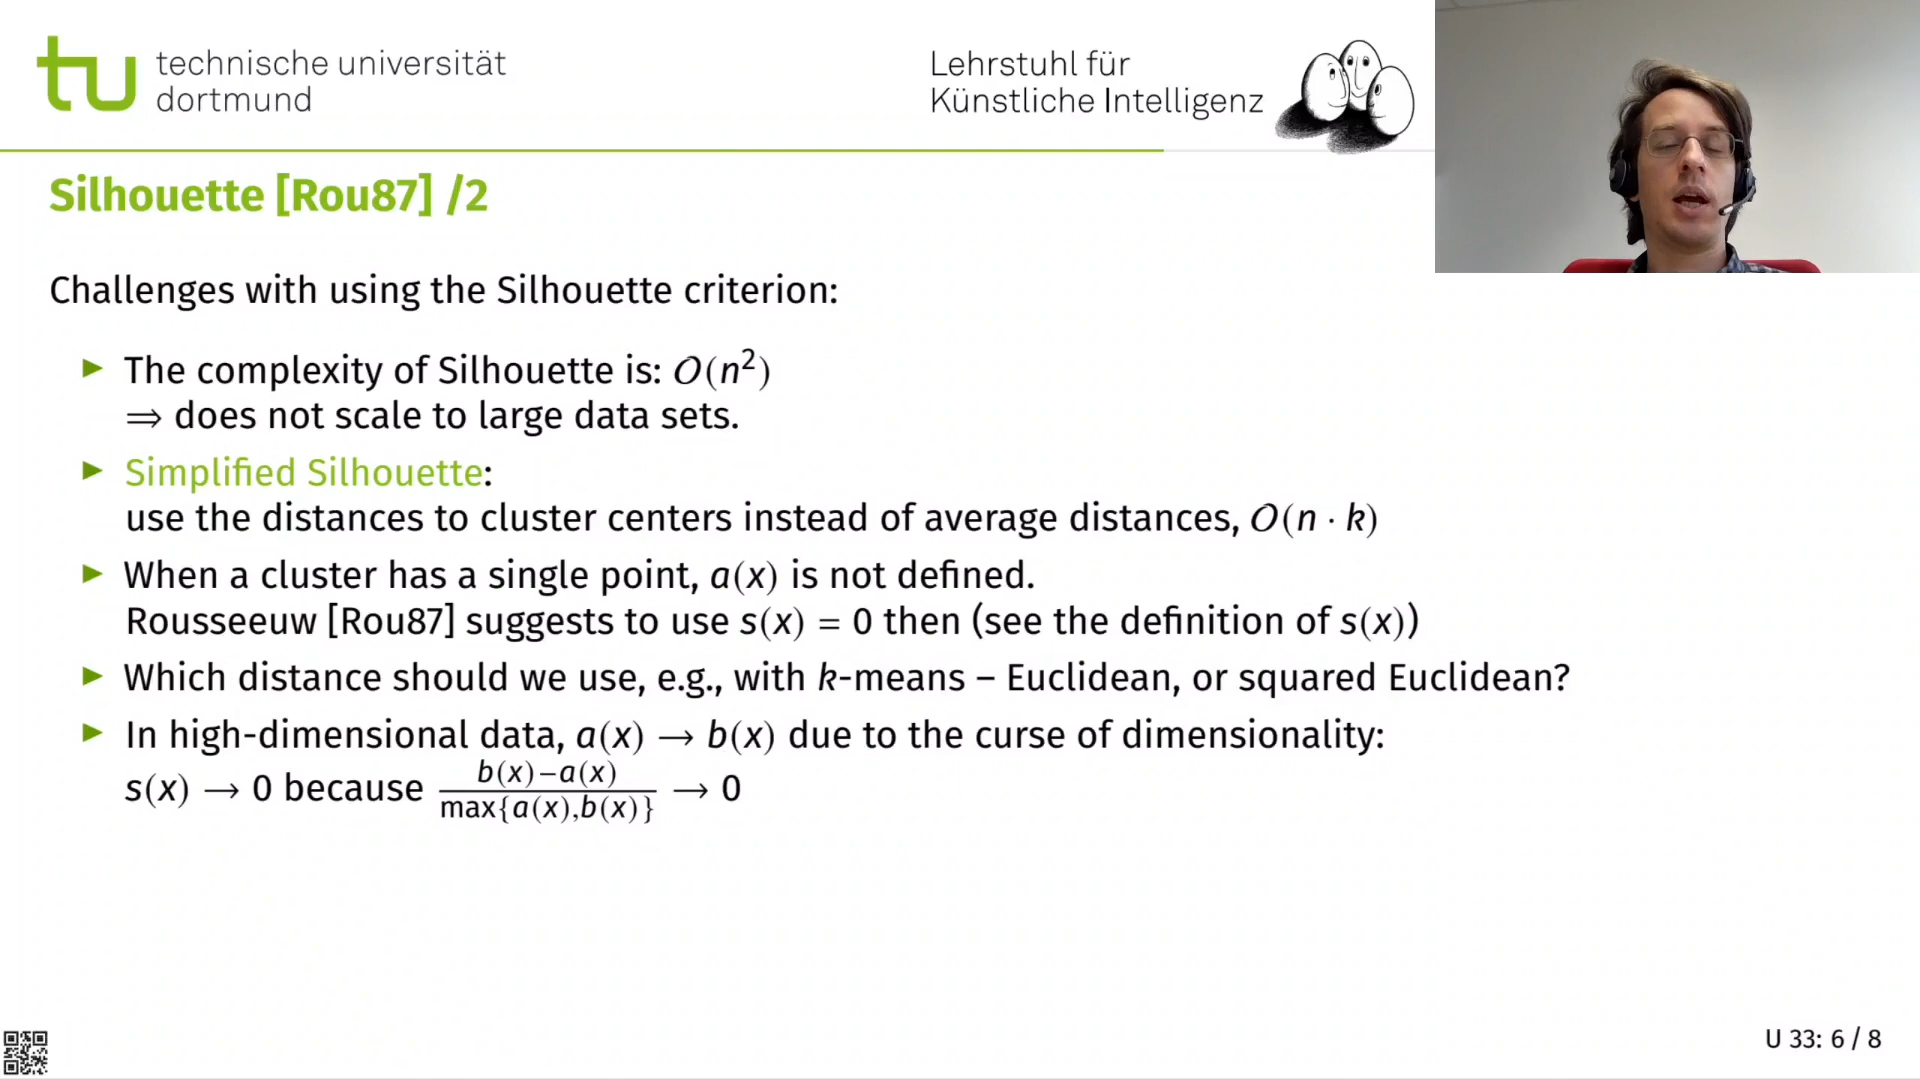 technische universität
dortmund
Lehrstuhl für
Künstliche Intelligenz
Silhouette [Rou87] /2
Challenges with using the Silhouette criterion:
▶ The complexity of Silhouette is: O(n²)
⇒ does not scale to large data sets.
▶ Simplified Silhouette:
use the distances to cluster centers instead of average distances, O(n · k)
▶ When a cluster has a single point, a(x) is not defined.
Rousseeuw [Rou87] suggests to use s(x) = 0 then (see the definition of s(x))
▶ Which distance should we use, e.g., with k-means – Euclidean, or squared Euclidean?
▶ In high-dimensional data, a(x) → b(x) due to the curse of dimensionality:
s(x) → 0 because b(x)−a(x) / max{a(x),b(x)} → 0
U 33: 6 / 8